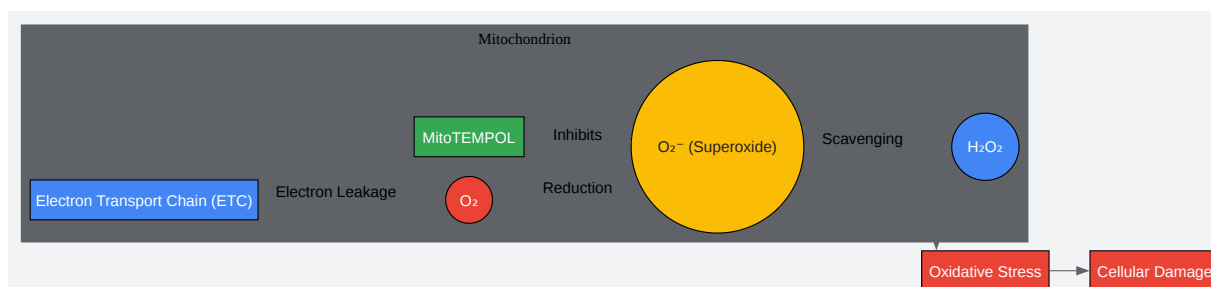 Mitochondrion
MitoTEMPOL
Inhibits
O₂⁻ (Superoxide)
Scavenging
H₂O₂
Electron Transport Chain (ETC)
Electron Leakage
O₂
Reduction
Oxidative Stress
Cellular Damage